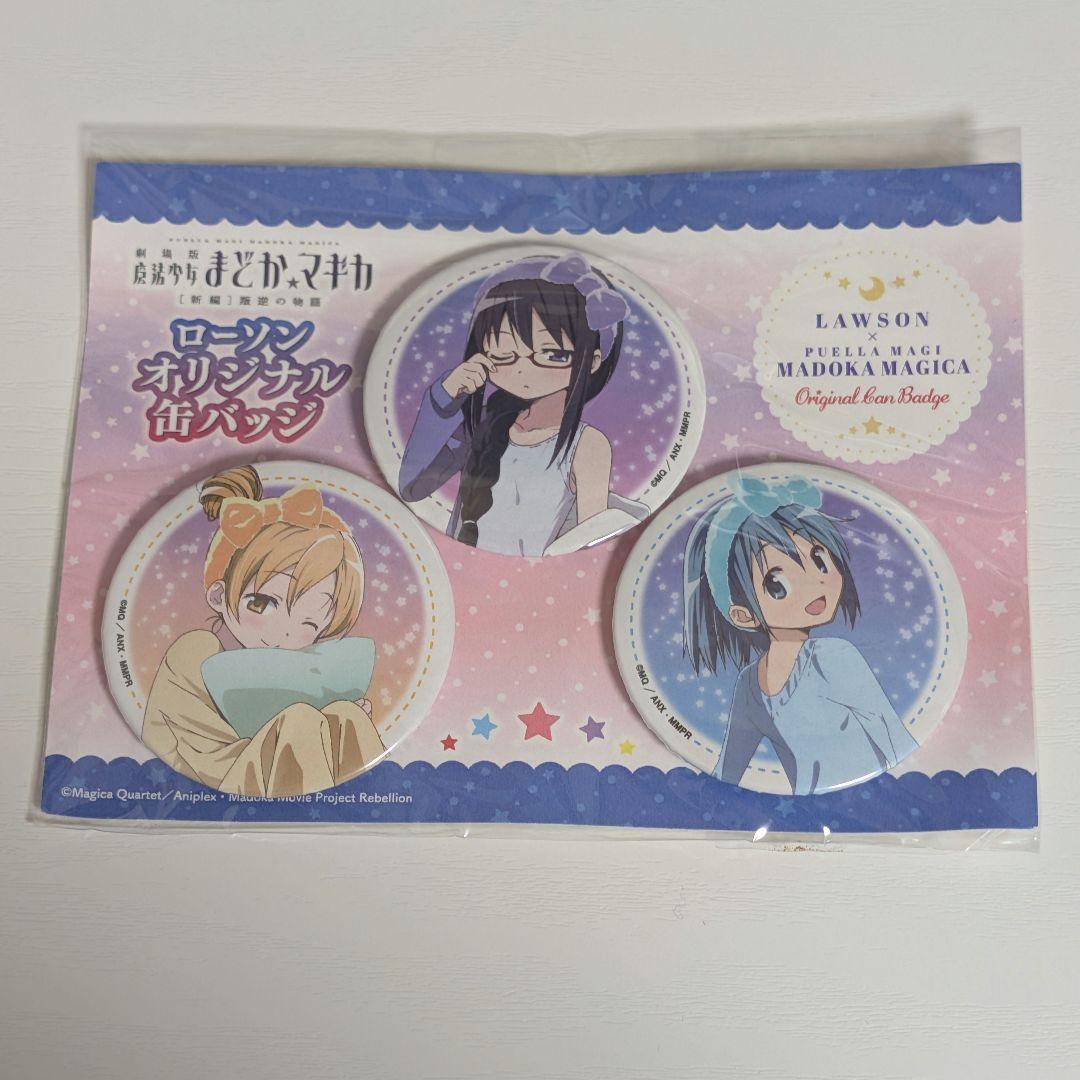 PUELLA MAGI MADOKA MAGICA
劇場版
魔法少女まどか★マギカ
[新編]叛逆の物語
ローソン
オリジナル
缶バッジ
LAWSON
×
PUELLA MAGI
MADOKA MAGICA
Original Can Badge
©MQ／ANX・MMPR
©MQ／ANX・MMPR
©MQ／ANX・MMPR
©Magica Quartet／Aniplex・Madoka Movie Project Rebellion